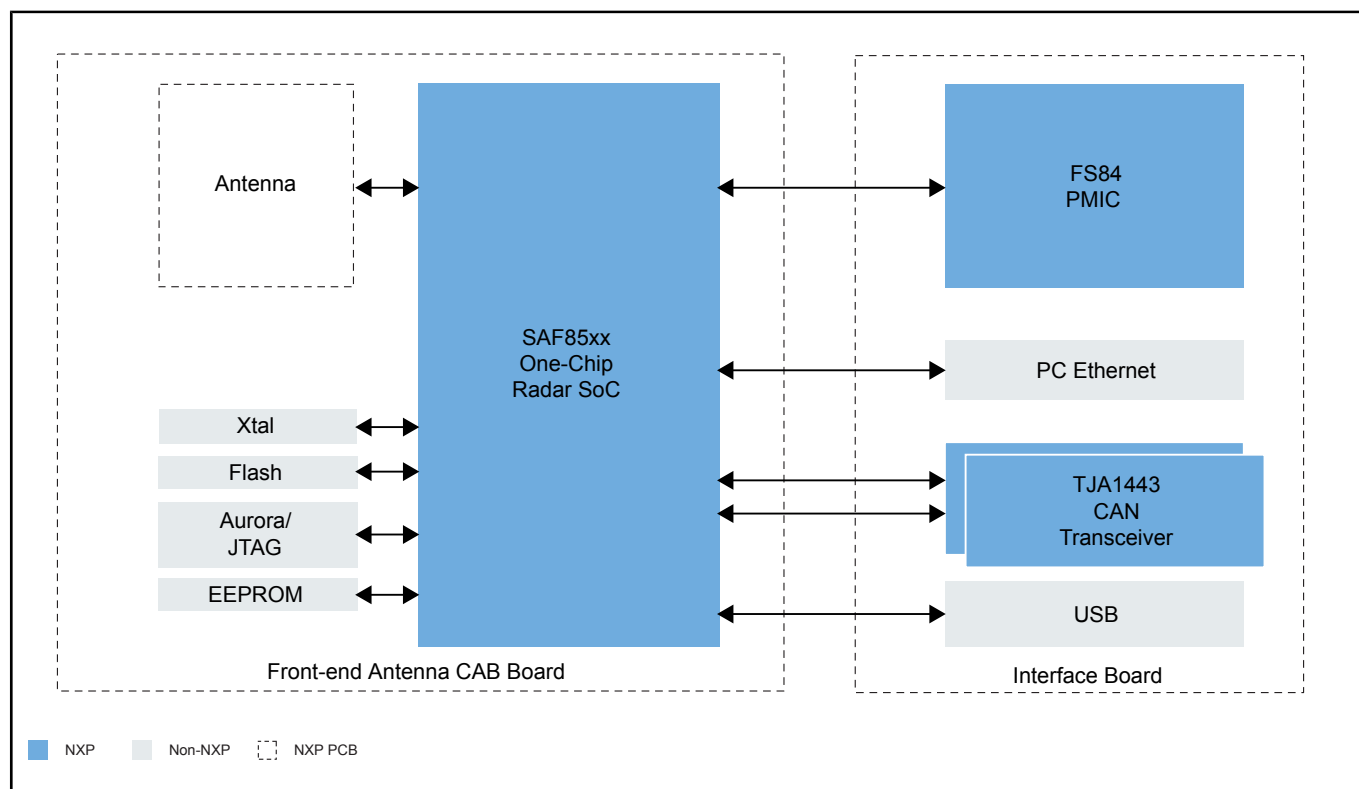 Antenna
SAF85xx
One-Chip
Radar SoC
Xtal
Flash
Aurora/
JTAG
EEPROM
Front-end Antenna CAB Board
FS84
PMIC
PC Ethernet
TJA1443
CAN
Transceiver
USB
Interface Board
NXP
Non-NXP
NXP PCB